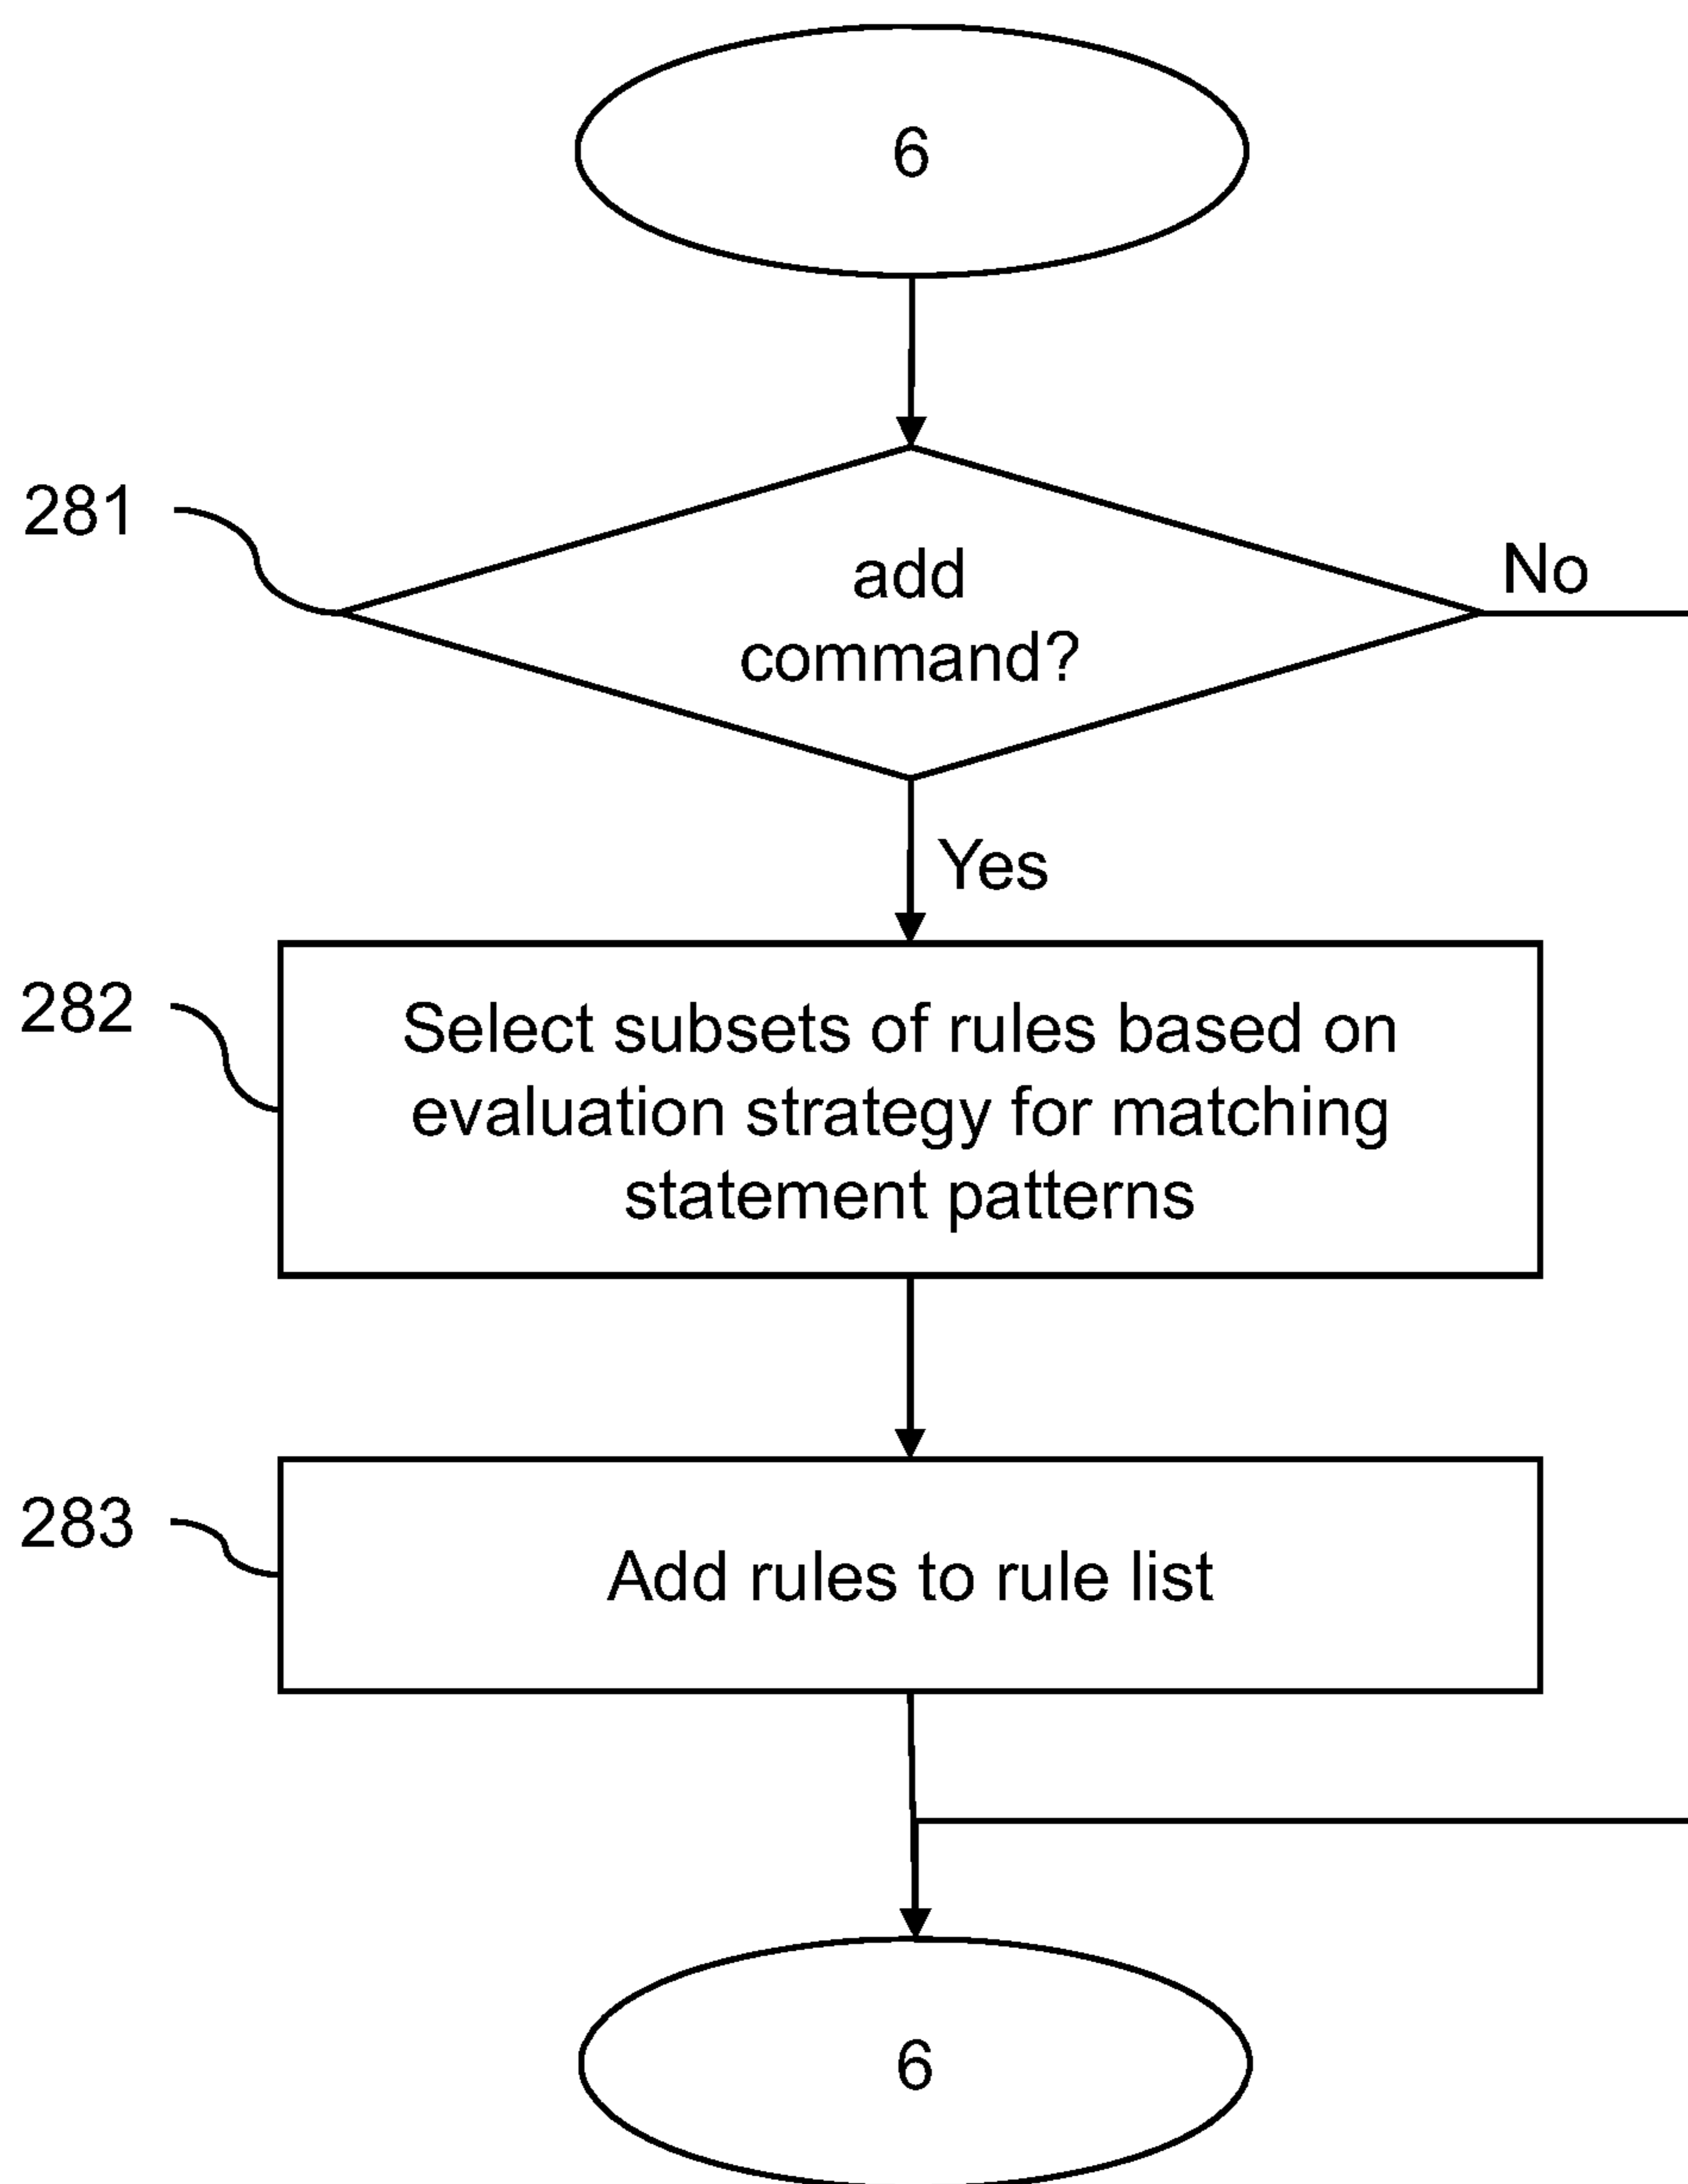 6
281
add
command?
No
Yes
282
Select subsets of rules based on
evaluation strategy for matching
statement patterns
283
Add rules to rule list
6